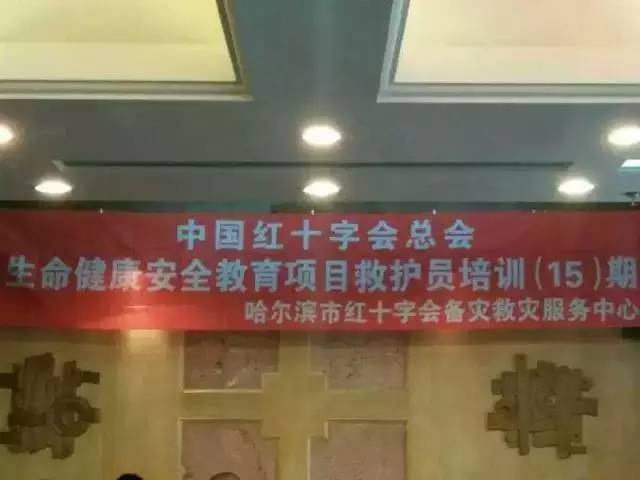 中国红十字会总会
生命健康安全教育项目救护员培训(15)期
哈尔滨市红十字会备灾救灾服务中心